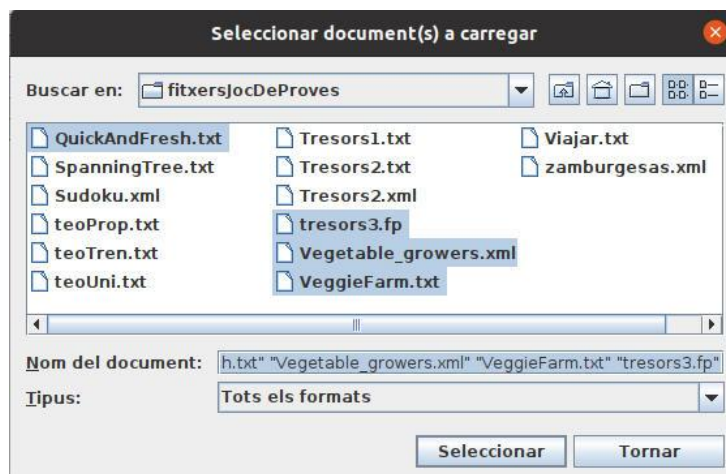 Seleccionar document(s) a carregar
Buscar en: fitxersJocDeProves
QuickAndFresh.txt Tresors1.txt Viajar.txt
SpanningTree.txt Tresors2.txt zamburgesas.xml
Sudoku.xml Tresors2.xml
teoProp.txt tresors3.fp
teoTren.txt Vegetable_growers.xml
teoUni.txt VeggieFarm.txt
Nom del document: h.txt" "Vegetable_growers.xml" "VeggieFarm.txt" "tresors3.fp"
Tipus: Tots els formats
Seleccionar Tornar